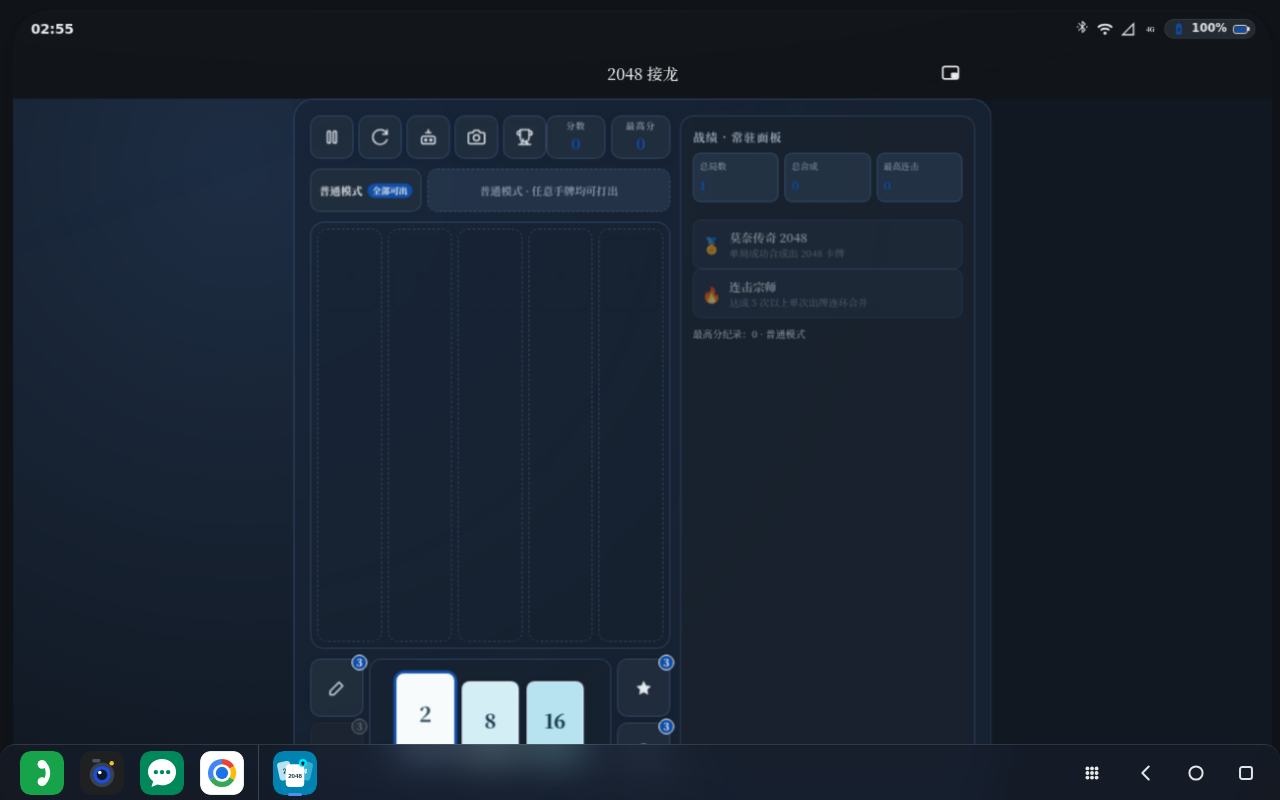 02:55
4G
100%
2048 接龙
分数
0
最高分
0
普通模式 全部可出
普通模式 · 任意手牌均可打出
战绩 · 常驻面板
总局数
1
总合成
0
最高连击
0
莫奈传奇 2048
单局成功合成出 2048 卡牌
连击宗师
达成 5 次以上单次出牌连环合并
最高分纪录: 0 · 普通模式
3
3
2
8
16
3
3
2048